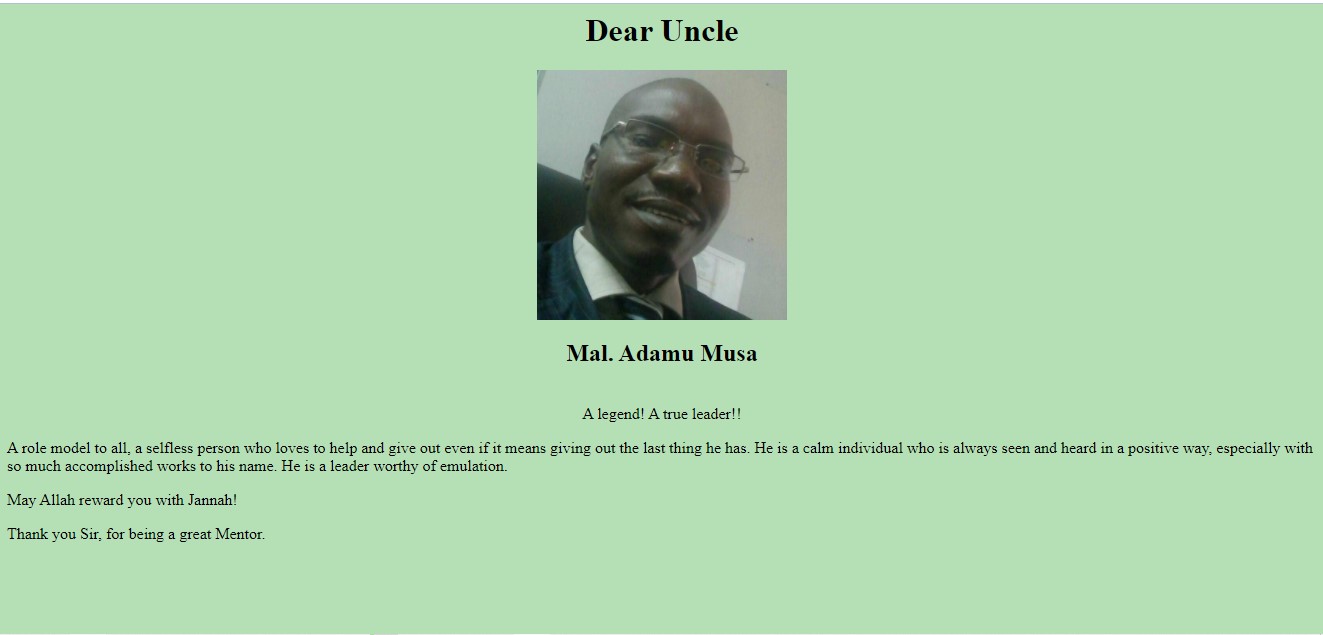 Dear Uncle
Mal. Adamu Musa
A legend! A true leader!!
A role model to all, a selfless person who loves to help and give out even if it means giving out the last thing he has. He is a calm individual who is always seen and heard in a positive way, especially with
so much accomplished works to his name. He is a leader worthy of emulation.
May Allah reward you with Jannah!
Thank you Sir, for being a great Mentor.